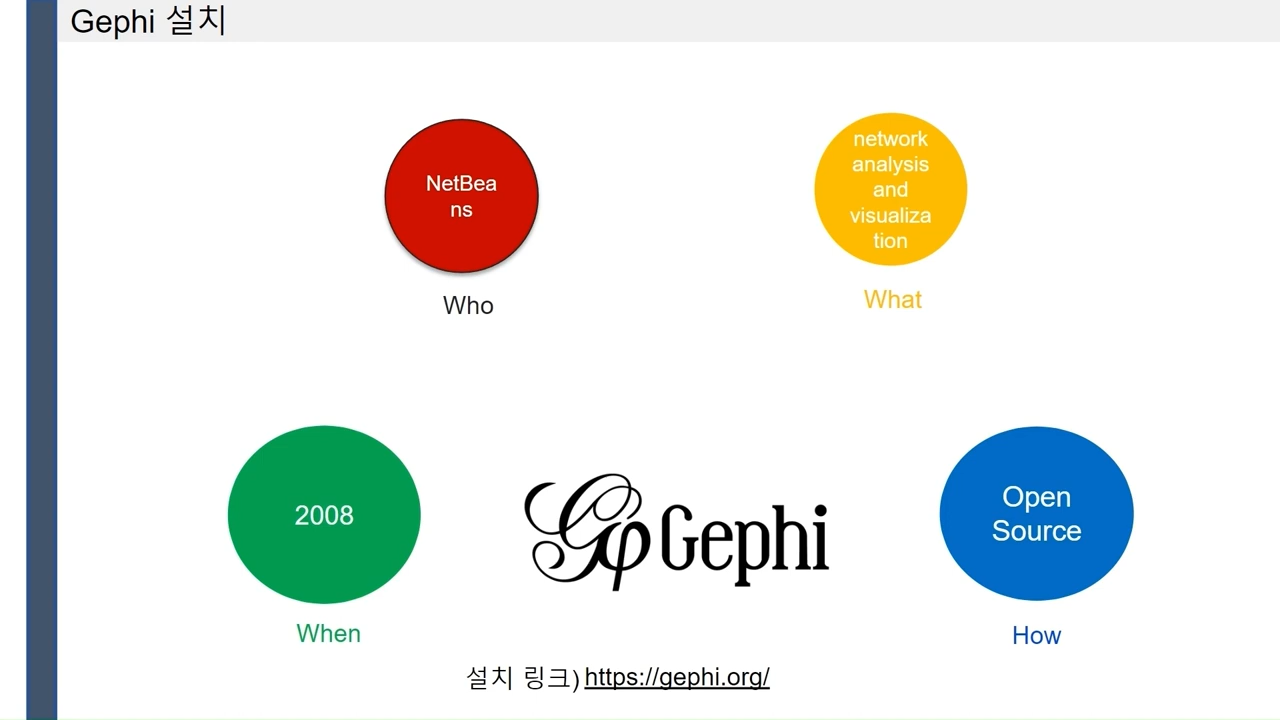 Gephi 설치
NetBea
ns
Who
network
analysis
and
visualiza
tion
What
2008
When
Gφ Gephi
Open
Source
How
설치 링크) https://gephi.org/